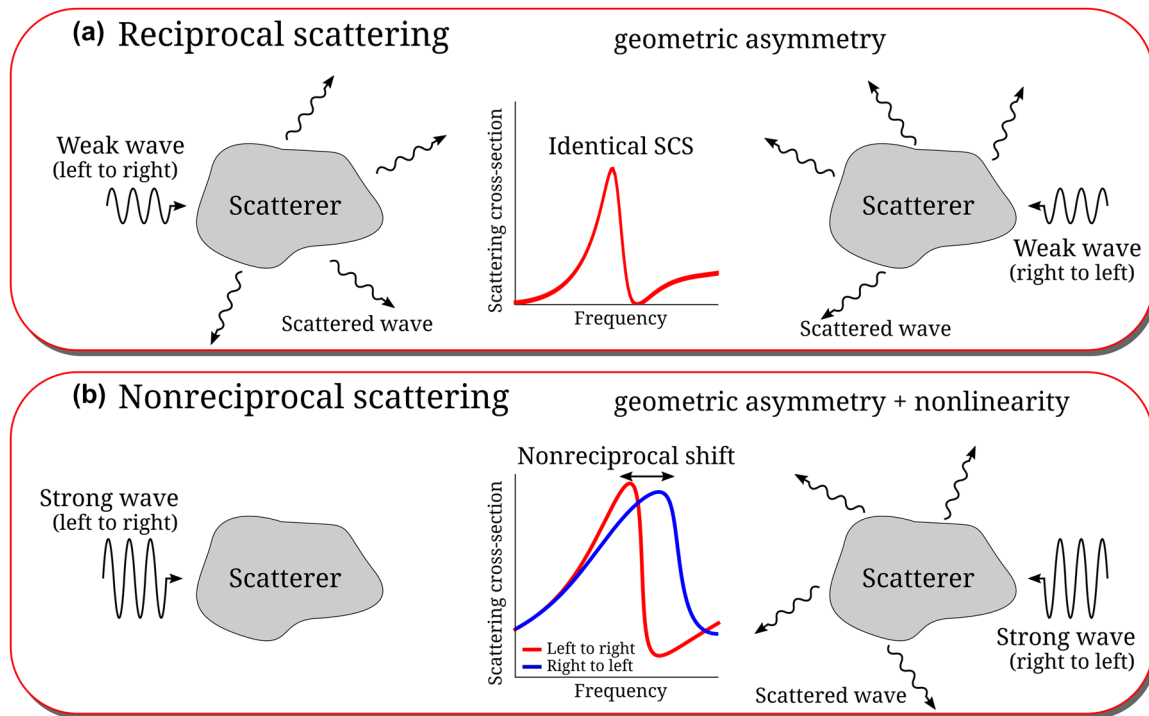 (a) Reciprocal scattering
geometric asymmetry
Weak wave
(left to right)
Scatterer
Scattered wave
Scattering cross-section
Identical SCS
Frequency
Scatterer
Weak wave
(right to left)
Scattered wave
(b) Nonreciprocal scattering
geometric asymmetry + nonlinearity
Strong wave
(left to right)
Scatterer
Scattering cross-section
Nonreciprocal shift
Left to right
Right to left
Frequency
Scatterer
Strong wave
(right to left)
Scattered wave